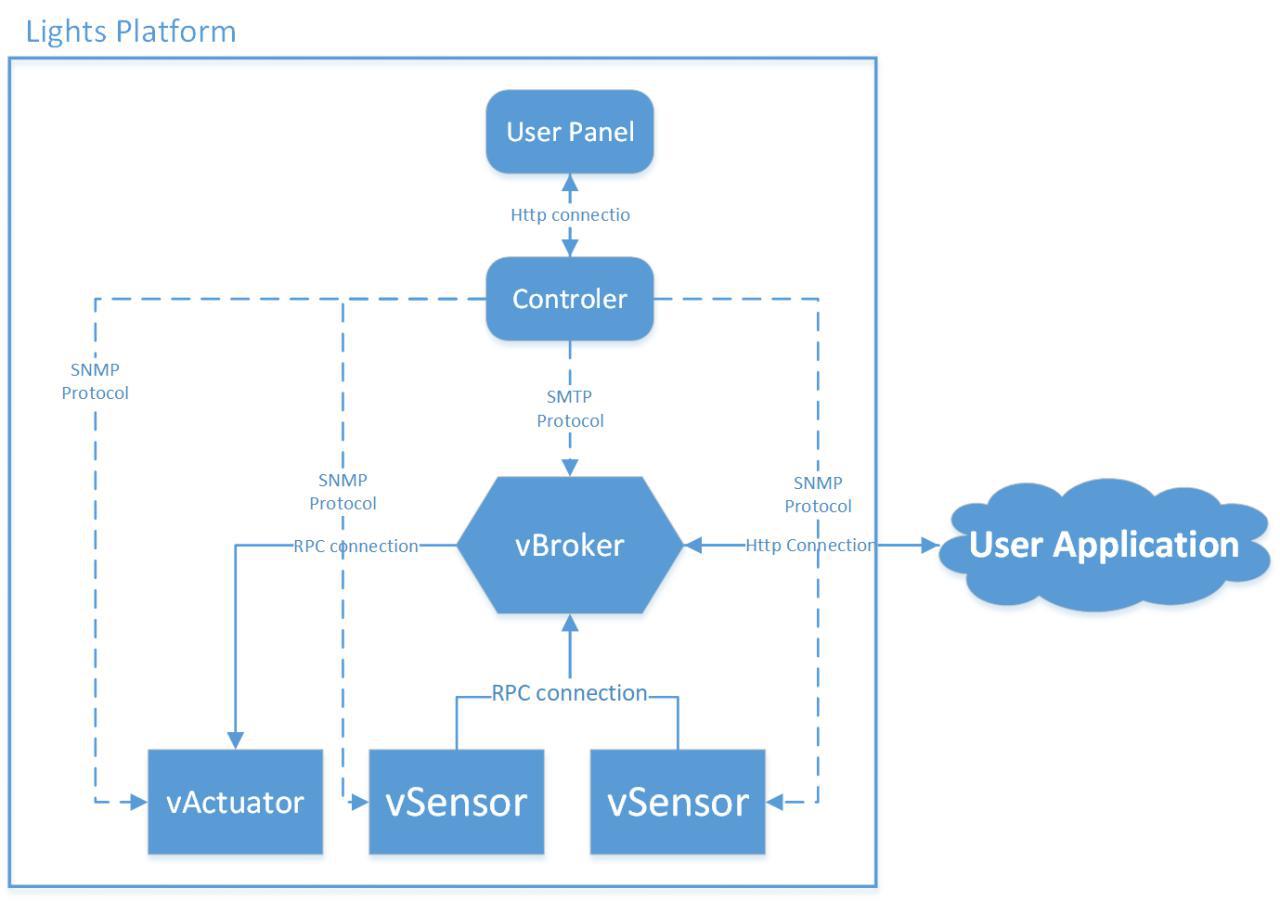 Lights Platform
User Panel
Http connectio
Controler
SNMP
Protocol
SMTP
Protocol
SNMP
Protocol
SNMP
Protocol
RPC connection
vBroker
Http Connection
User Application
RPC connection
vActuator
vSensor
vSensor